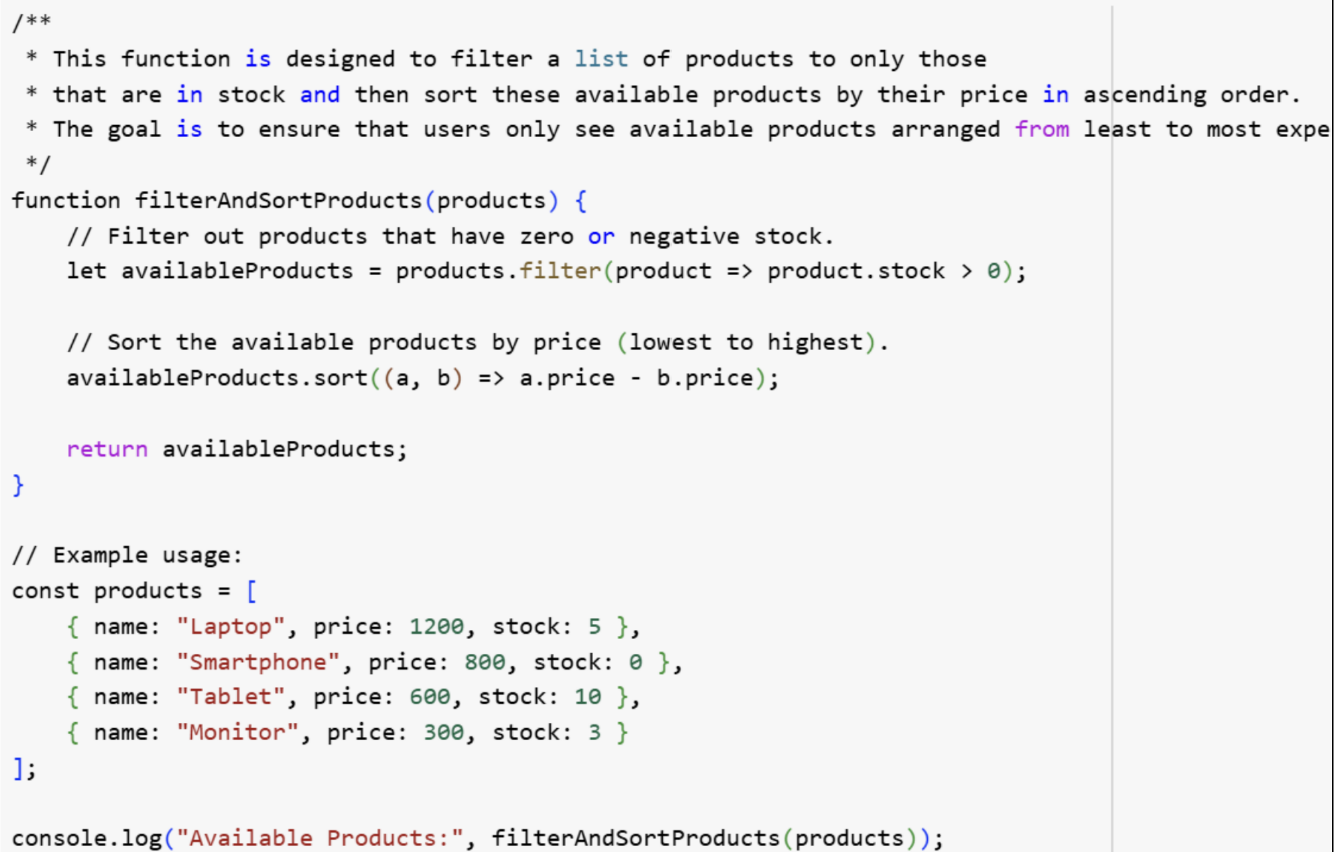 /**
 * This function is designed to filter a list of products to only those
 * that are in stock and then sort these available products by their price in ascending order.
 * The goal is to ensure that users only see available products arranged from least to most expe
 */
function filterAndSortProducts(products) {
    // Filter out products that have zero or negative stock.
    let availableProducts = products.filter(product => product.stock > 0);

    // Sort the available products by price (lowest to highest).
    availableProducts.sort((a, b) => a.price - b.price);

    return availableProducts;
}

// Example usage:
const products = [
    { name: "Laptop", price: 1200, stock: 5 },
    { name: "Smartphone", price: 800, stock: 0 },
    { name: "Tablet", price: 600, stock: 10 },
    { name: "Monitor", price: 300, stock: 3 }
];

console.log("Available Products:", filterAndSortProducts(products));